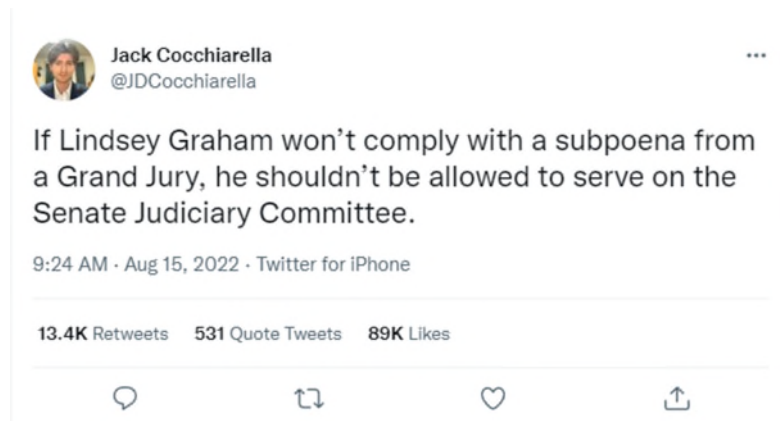 Jack Cocchiarella
@JDCocchiarella
If Lindsey Graham won’t comply with a subpoena from
a Grand Jury, he shouldn’t be allowed to serve on the
Senate Judiciary Committee.
9:24 AM · Aug 15, 2022 · Twitter for iPhone
13.4K Retweets 531 Quote Tweets 89K Likes